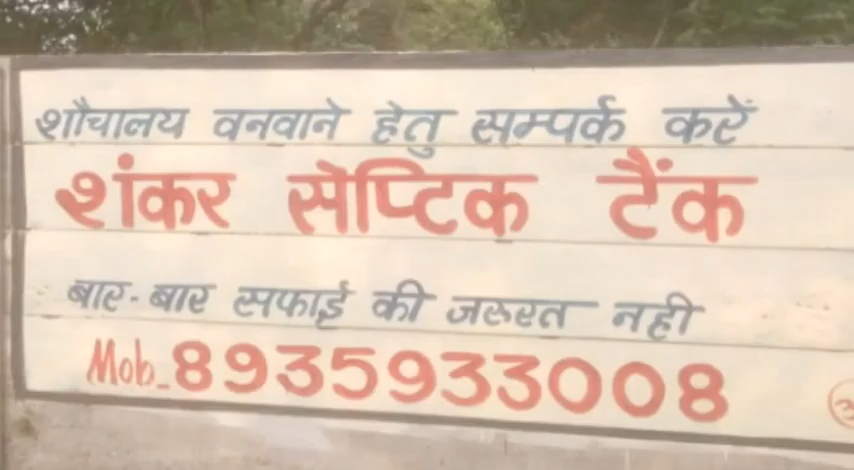 शौचालय वनवाने हेतु सम्पर्क करें
शंकर सेप्टिक टैंक
बार-बार सफाई की जरुरत नही
Mob_8935933008